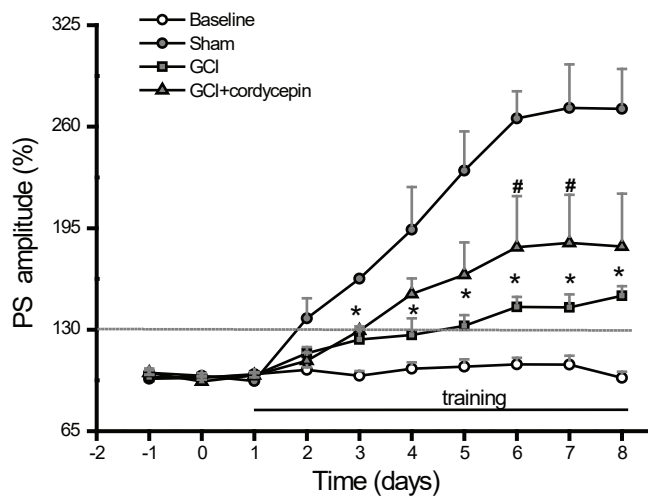 Baseline
Sham
GCI
GCI+cordycepin
325
260
195
130
65
PS amplitude (%)
# #
* * * * * *
training
-2 -1 0 1 2 3 4 5 6 7 8
Time (days)